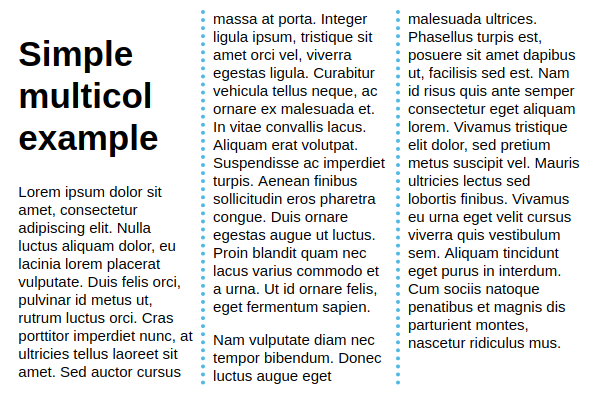 Simple
multicol
example
Lorem ipsum dolor sit
amet, consectetur
adipiscing elit. Nulla
luctus aliquam dolor, eu
lacinia lorem placerat
vulputate. Duis felis orci,
pulvinar id metus ut,
rutrum luctus orci. Cras
porttitor imperdiet nunc, at
ultricies tellus laoreet sit
amet. Sed auctor cursus
massa at porta. Integer
ligula ipsum, tristique sit
amet orci vel, viverra
egestas ligula. Curabitur
vehicula tellus neque, ac
ornare ex malesuada et.
In vitae convallis lacus.
Aliquam erat volutpat.
Suspendisse ac imperdiet
turpis. Aenean finibus
sollicitudin eros pharetra
congue. Duis ornare
egestas augue ut luctus.
Proin blandit quam nec
lacus varius commodo et
a urna. Ut id ornare felis,
eget fermentum sapien.
Nam vulputate diam nec
tempor bibendum. Donec
luctus augue eget
malesuada ultrices.
Phasellus turpis est,
posuere sit amet dapibus
ut, facilisis sed est. Nam
id risus quis ante semper
consectetur eget aliquam
lorem. Vivamus tristique
elit dolor, sed pretium
metus suscipit vel. Mauris
ultricies lectus sed
lobortis finibus. Vivamus
eu urna eget velit cursus
viverra quis vestibulum
sem. Aliquam tincidunt
eget purus in interdum.
Cum sociis natoque
penatibus et magnis dis
parturient montes,
nascetur ridiculus mus.